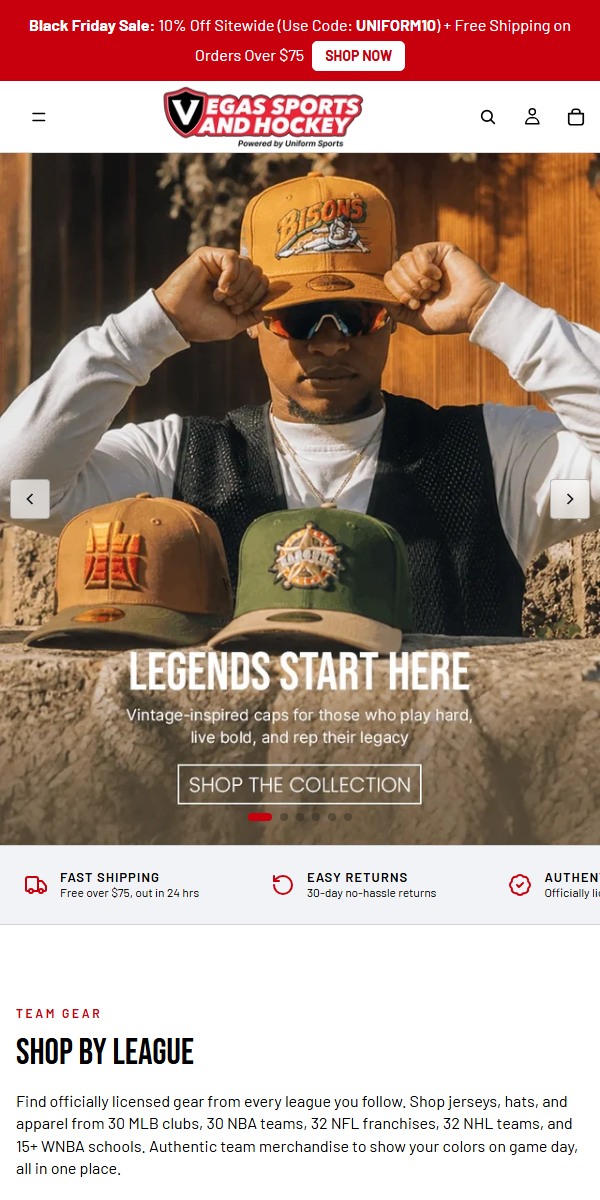 Black Friday Sale: 10% Off Sitewide (Use Code: UNIFORM10) + Free Shipping on
Orders Over $75 SHOP NOW
VEGAS SPORTS
AND HOCKEY
Powered by Uniform Sports
BISONS
LEGENDS START HERE
Vintage-inspired caps for those who play hard,
live bold, and rep their legacy
SHOP THE COLLECTION
FAST SHIPPING
Free over $75, out in 24 hrs
EASY RETURNS
30-day no-hassle returns
AUTHEN
Officially li
TEAM GEAR
SHOP BY LEAGUE
Find officially licensed gear from every league you follow. Shop jerseys, hats, and
apparel from 30 MLB clubs, 30 NBA teams, 32 NFL franchises, 32 NHL teams, and
15+ WNBA schools. Authentic team merchandise to show your colors on game day,
all in one place.